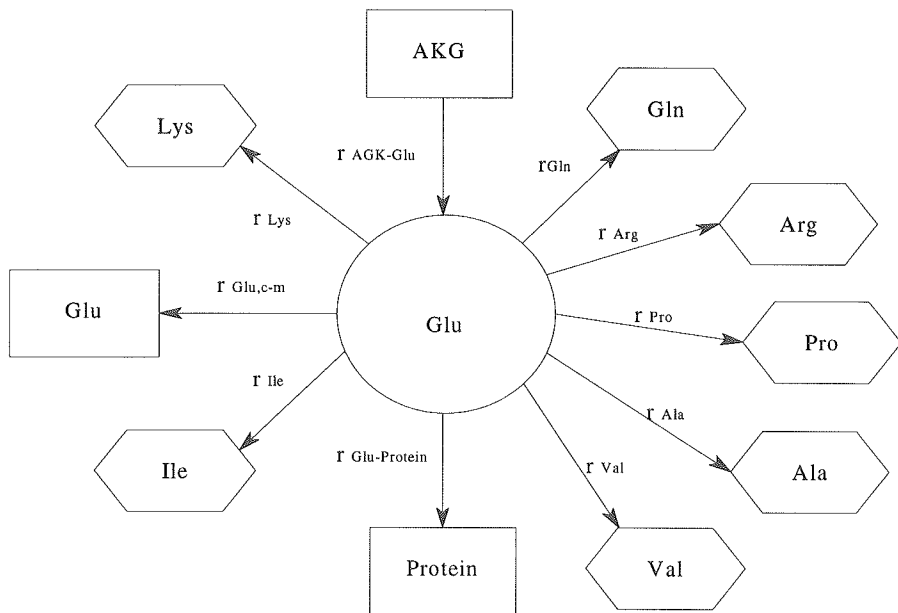 AKG
Gln
Lys
r AGK-Glu
rGln
r Lys
r Arg
Arg
Glu
r Glu,c-m
Glu
r Pro
Pro
r Ile
r Ala
Ile
r Glu-Protein
r Val
Ala
Protein
Val